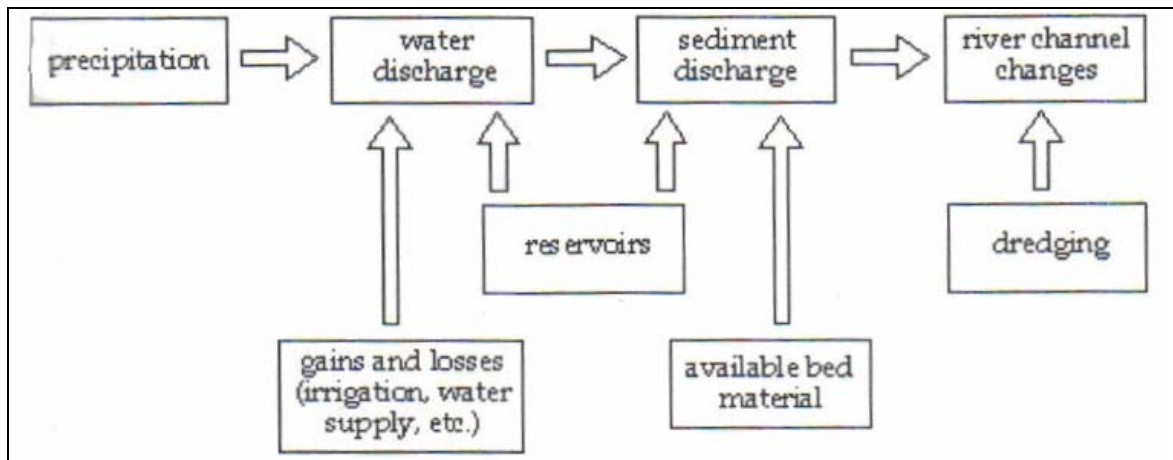 precipitation
water
discharge
sediment
discharge
river channel
changes
reservoirs
dredging
gains and losses
(irrigation, water
supply, etc.)
available bed
material